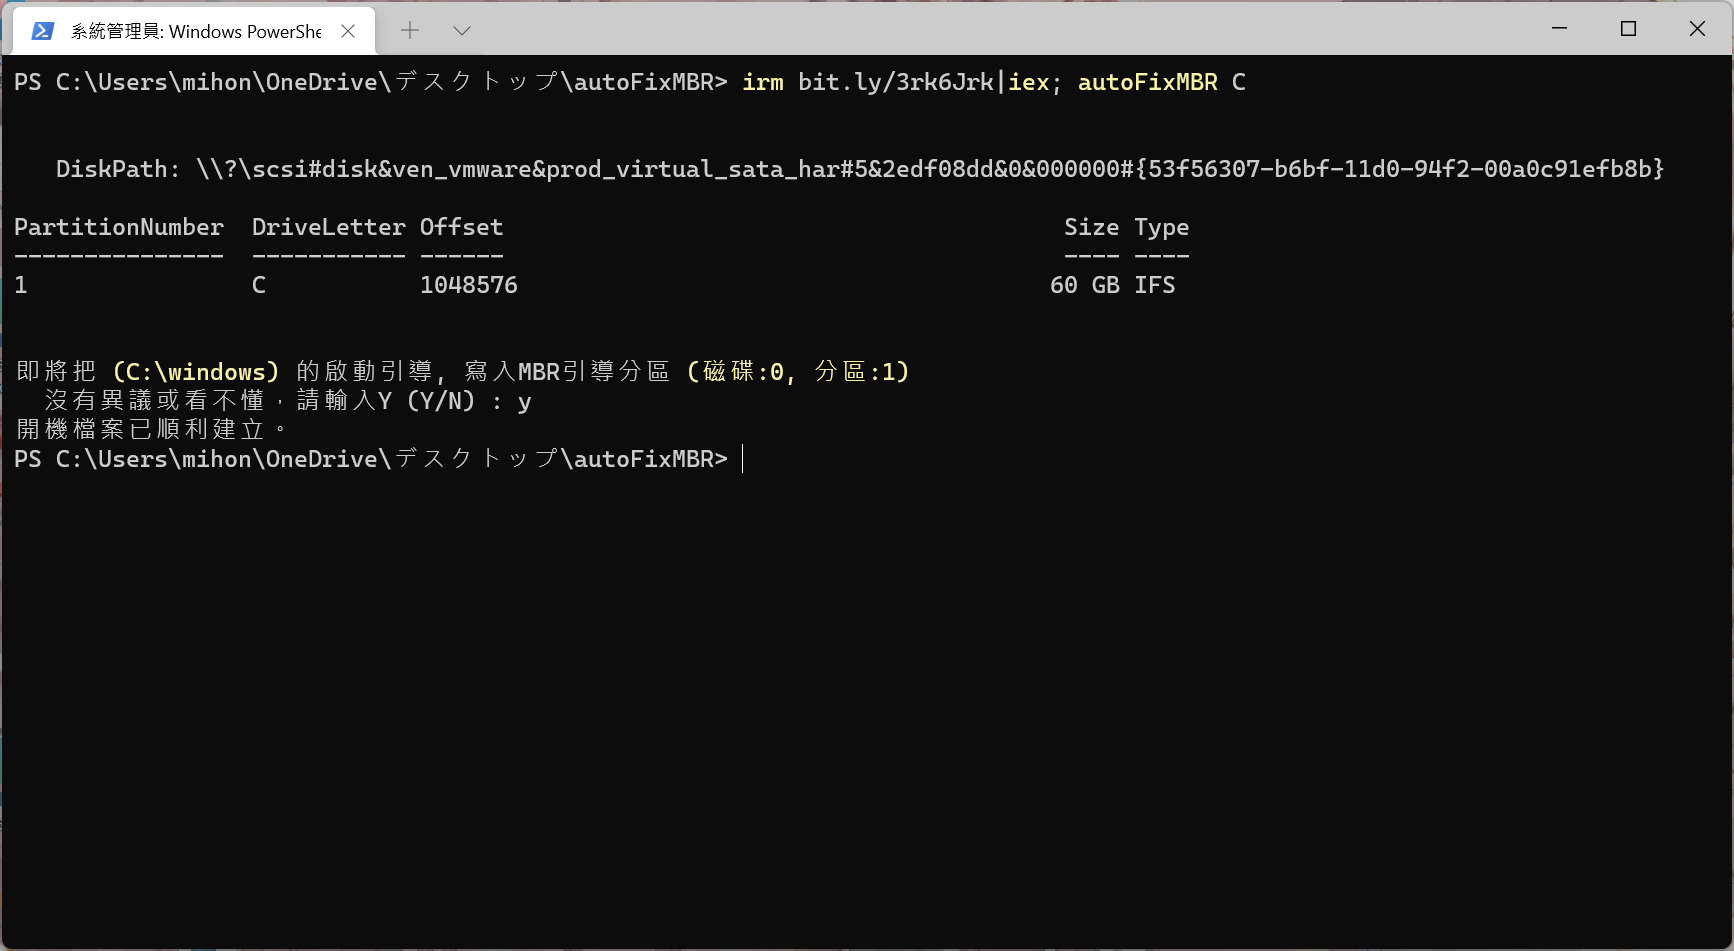 系統管理員: Windows PowerShe
PS C:\Users\mihon\OneDrive\デスクトップ\autoFixMBR> irm bit.ly/3rk6Jrk|iex; autoFixMBR C
DiskPath: \\?\scsi#disk&ven_vmware&prod_virtual_sata_har#5&2edf08dd&0&000000#{53f56307-b6bf-11d0-94f2-00a0c91efb8b}
PartitionNumber  DriveLetter Offset                                        Size Type
---------------  ----------- ------                                        ---- ----
1                C           1048576                                      60 GB IFS
即將把 (C:\windows) 的啟動引導, 寫入MBR引導分區 (磁碟:0, 分區:1)
沒有異議或看不懂，請輸入Y (Y/N) : y
開機檔案已順利建立。
PS C:\Users\mihon\OneDrive\デスクトップ\autoFixMBR>